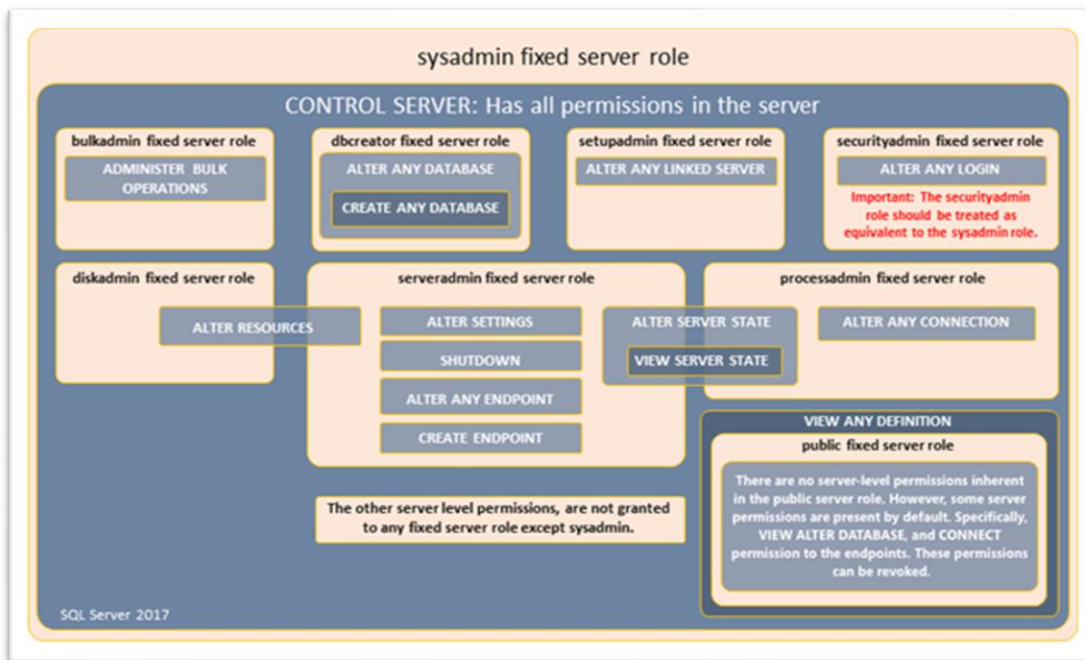 sysadmin fixed server role
CONTROL SERVER: Has all permissions in the server
bulkadmin fixed server role
ADMINISTER BULK
OPERATIONS
dbcreator fixed server role
ALTER ANY DATABASE
CREATE ANY DATABASE
setupadmin fixed server role
ALTER ANY LINKED SERVER
securityadmin fixed server role
ALTER ANY LOGIN
Important: The securityadmin
role should be treated as
equivalent to the sysadmin role.
diskadmin fixed server role
ALTER RESOURCES
serveradmin fixed server role
ALTER SETTINGS
SHUTDOWN
ALTER ANY ENDPOINT
CREATE ENDPOINT
ALTER SERVER STATE
VIEW SERVER STATE
processadmin fixed server role
ALTER ANY CONNECTION
The other server level permissions, are not granted
to any fixed server role except sysadmin.
VIEW ANY DEFINITION
public fixed server role
There are no server-level permissions inherent
in the public server role. However, some server
permissions are present by default. Specifically,
VIEW ALTER DATABASE, and CONNECT
permission to the endpoints. These permissions
can be revoked.
SQL Server 2017